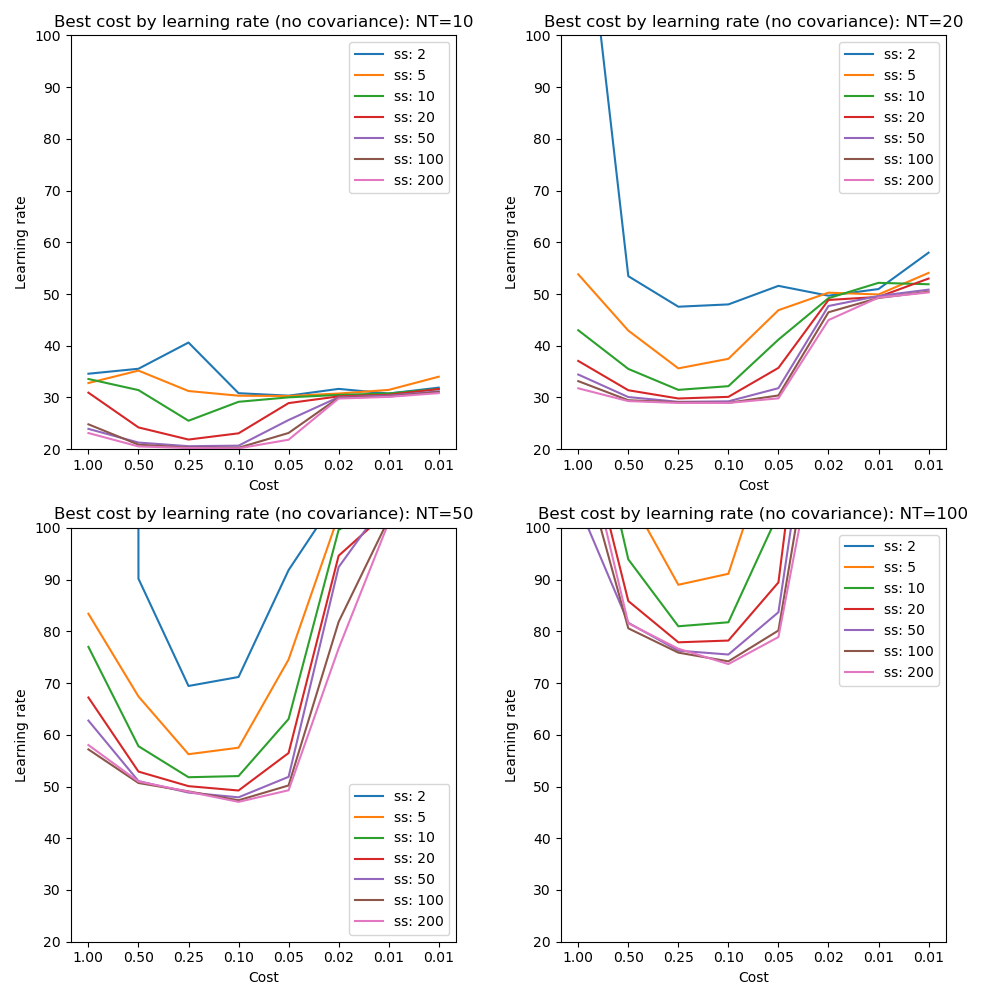 Best cost by learning rate (no covariance): NT=10
100
90
80
70
60
50
40
30
20
Learning rate
1.00 0.50 0.25 0.10 0.05 0.02 0.01 0.01
Cost
ss: 2
ss: 5
ss: 10
ss: 20
ss: 50
ss: 100
ss: 200
Best cost by learning rate (no covariance): NT=20
100
90
80
70
60
50
40
30
20
Learning rate
1.00 0.50 0.25 0.10 0.05 0.02 0.01 0.01
Cost
ss: 2
ss: 5
ss: 10
ss: 20
ss: 50
ss: 100
ss: 200
Best cost by learning rate (no covariance): NT=50
100
90
80
70
60
50
40
30
20
Learning rate
1.00 0.50 0.25 0.10 0.05 0.02 0.01 0.01
Cost
ss: 2
ss: 5
ss: 10
ss: 20
ss: 50
ss: 100
ss: 200
Best cost by learning rate (no covariance): NT=100
100
90
80
70
60
50
40
30
20
Learning rate
1.00 0.50 0.25 0.10 0.05 0.02 0.01 0.01
Cost
ss: 2
ss: 5
ss: 10
ss: 20
ss: 50
ss: 100
ss: 200